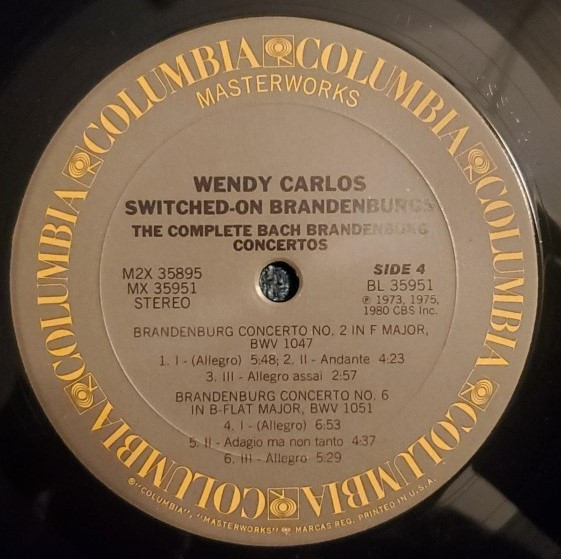 COLUMBIA COLUMBIA COLUMBIA COLUMBIA COLUMBIA COLUMBIA
MASTERWORKS
WENDY CARLOS
SWITCHED-ON BRANDENBURGS
THE COMPLETE BACH BRANDENBURG
CONCERTOS
M2X 35895
MX 35951
STEREO
SIDE 4
BL 35951
℗ 1973, 1975,
1980 CBS Inc.
BRANDENBURG CONCERTO NO. 2 IN F MAJOR,
BWV 1047
1. I - (Allegro) 5:48; 2. II - Andante 4:23
3. III - Allegro assai 2:57
BRANDENBURG CONCERTO NO. 6
IN B-FLAT MAJOR, BWV 1051
4. I - (Allegro) 6:53
5. II - Adagio ma non tanto 4:37
6. III - Allegro 5:29
®"COLUMBIA", "MASTERWORKS" MARCAS REG. PRINTED IN U.S.A.